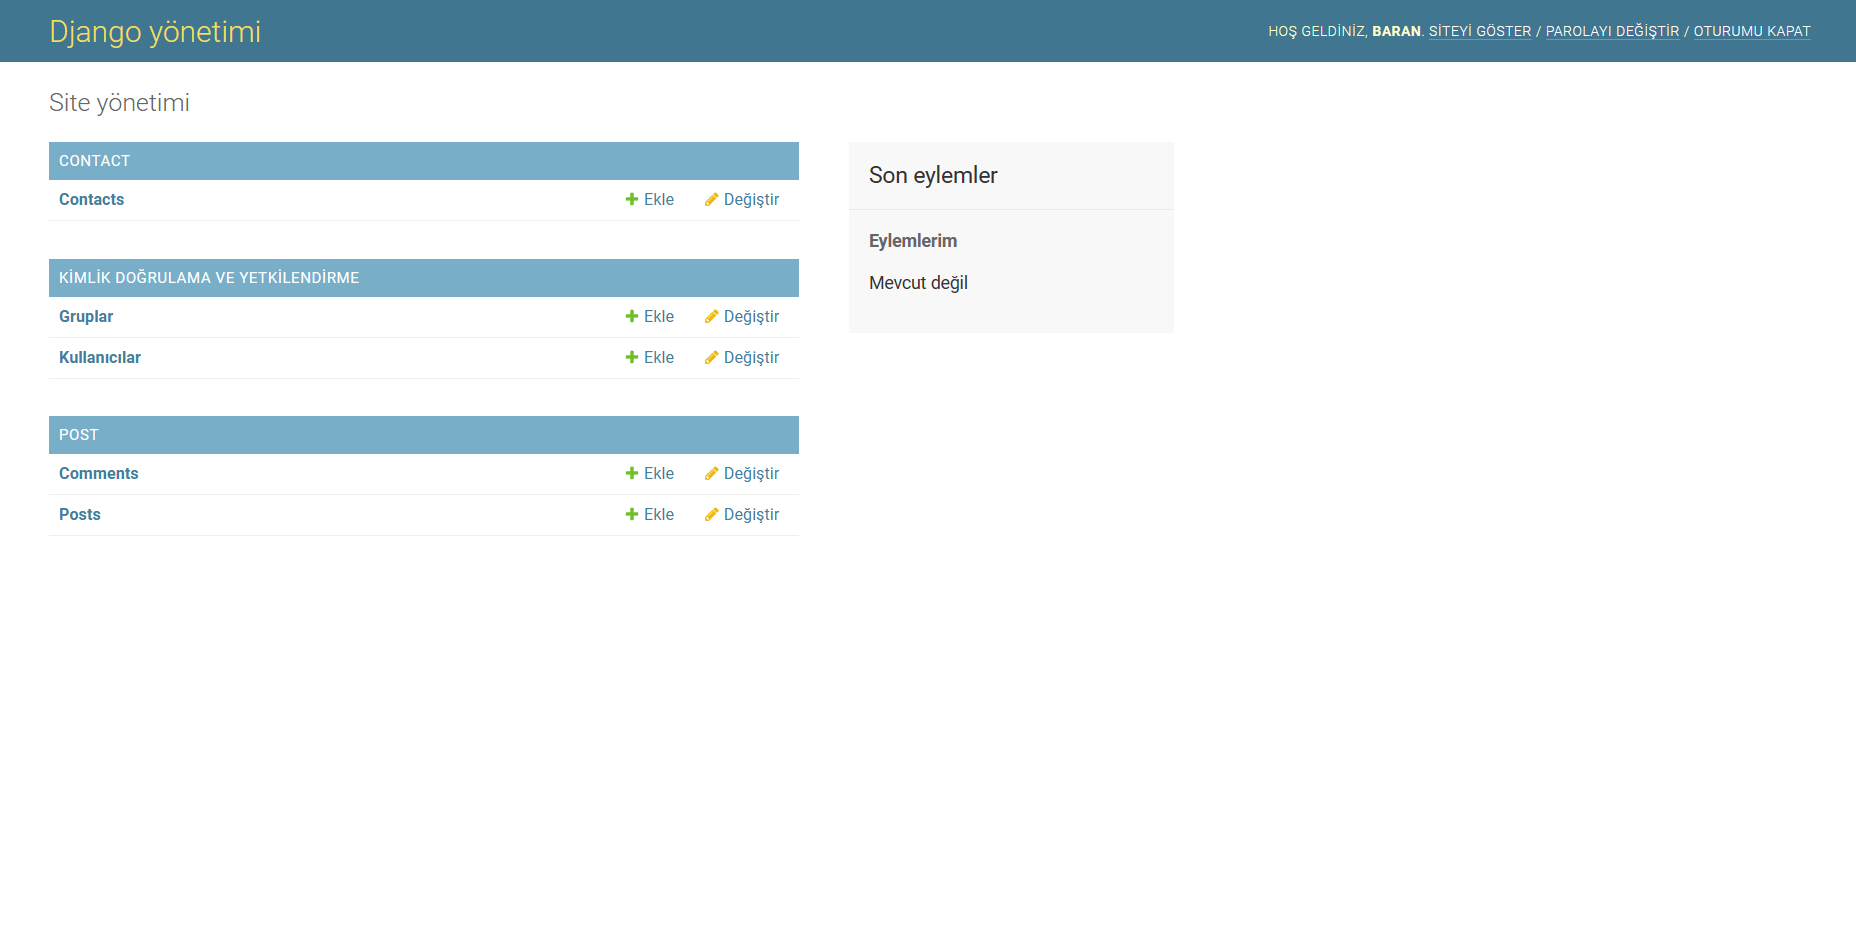 Django yönetimi
HOŞ GELDİNİZ, BARAN. SİTEYİ GÖSTER / PAROLAYI DEĞİŞTİR / OTURUMU KAPAT
Site yönetimi
CONTACT
Contacts Ekle Değiştir
KİMLİK DOĞRULAMA VE YETKİLENDİRME
Gruplar Ekle Değiştir
Kullanıcılar Ekle Değiştir
POST
Comments Ekle Değiştir
Posts Ekle Değiştir
Son eylemler
Eylemlerim
Mevcut değil